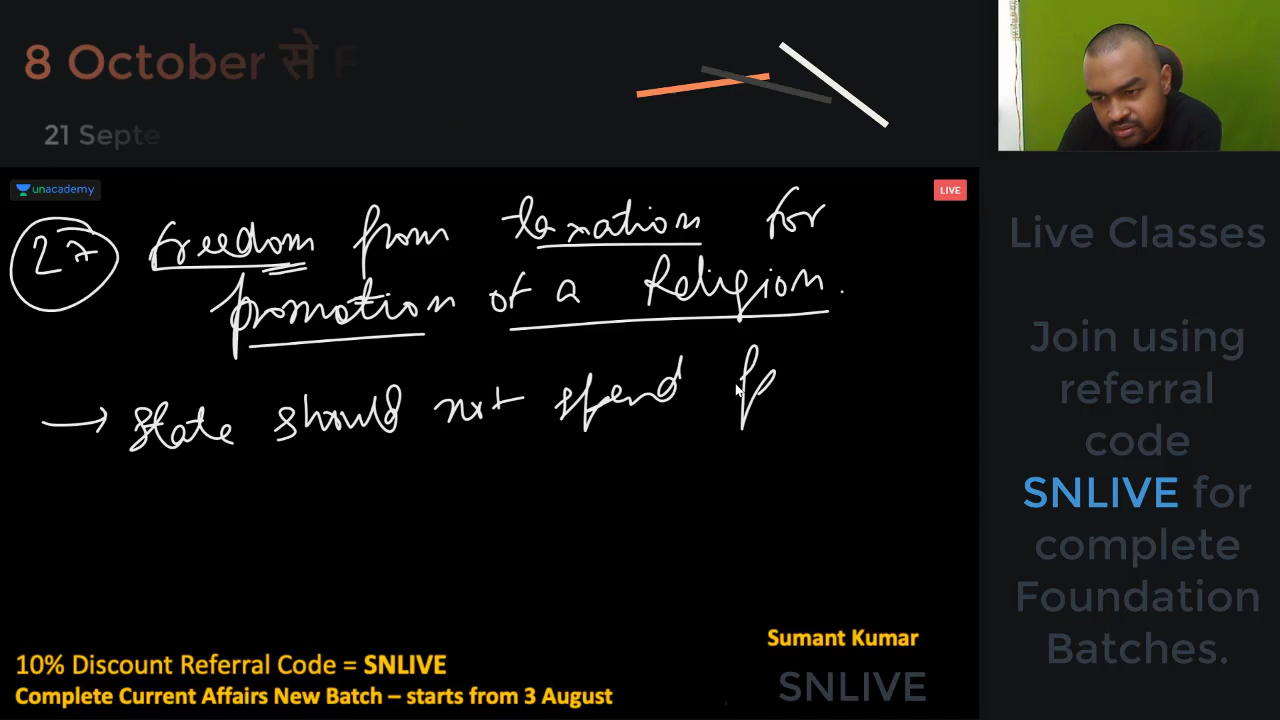 8 October से F
21 Septe
unacademy
LIVE
27 freedom from taxation for
promotion of a Religion.
→ State should not spend
Live Classes
Join using
referral
code
SNLIVE for
complete
Foundation
Batches.
Sumant Kumar
10% Discount Referral Code = SNLIVE
Complete Current Affairs New Batch – starts from 3 August
SNLIVE